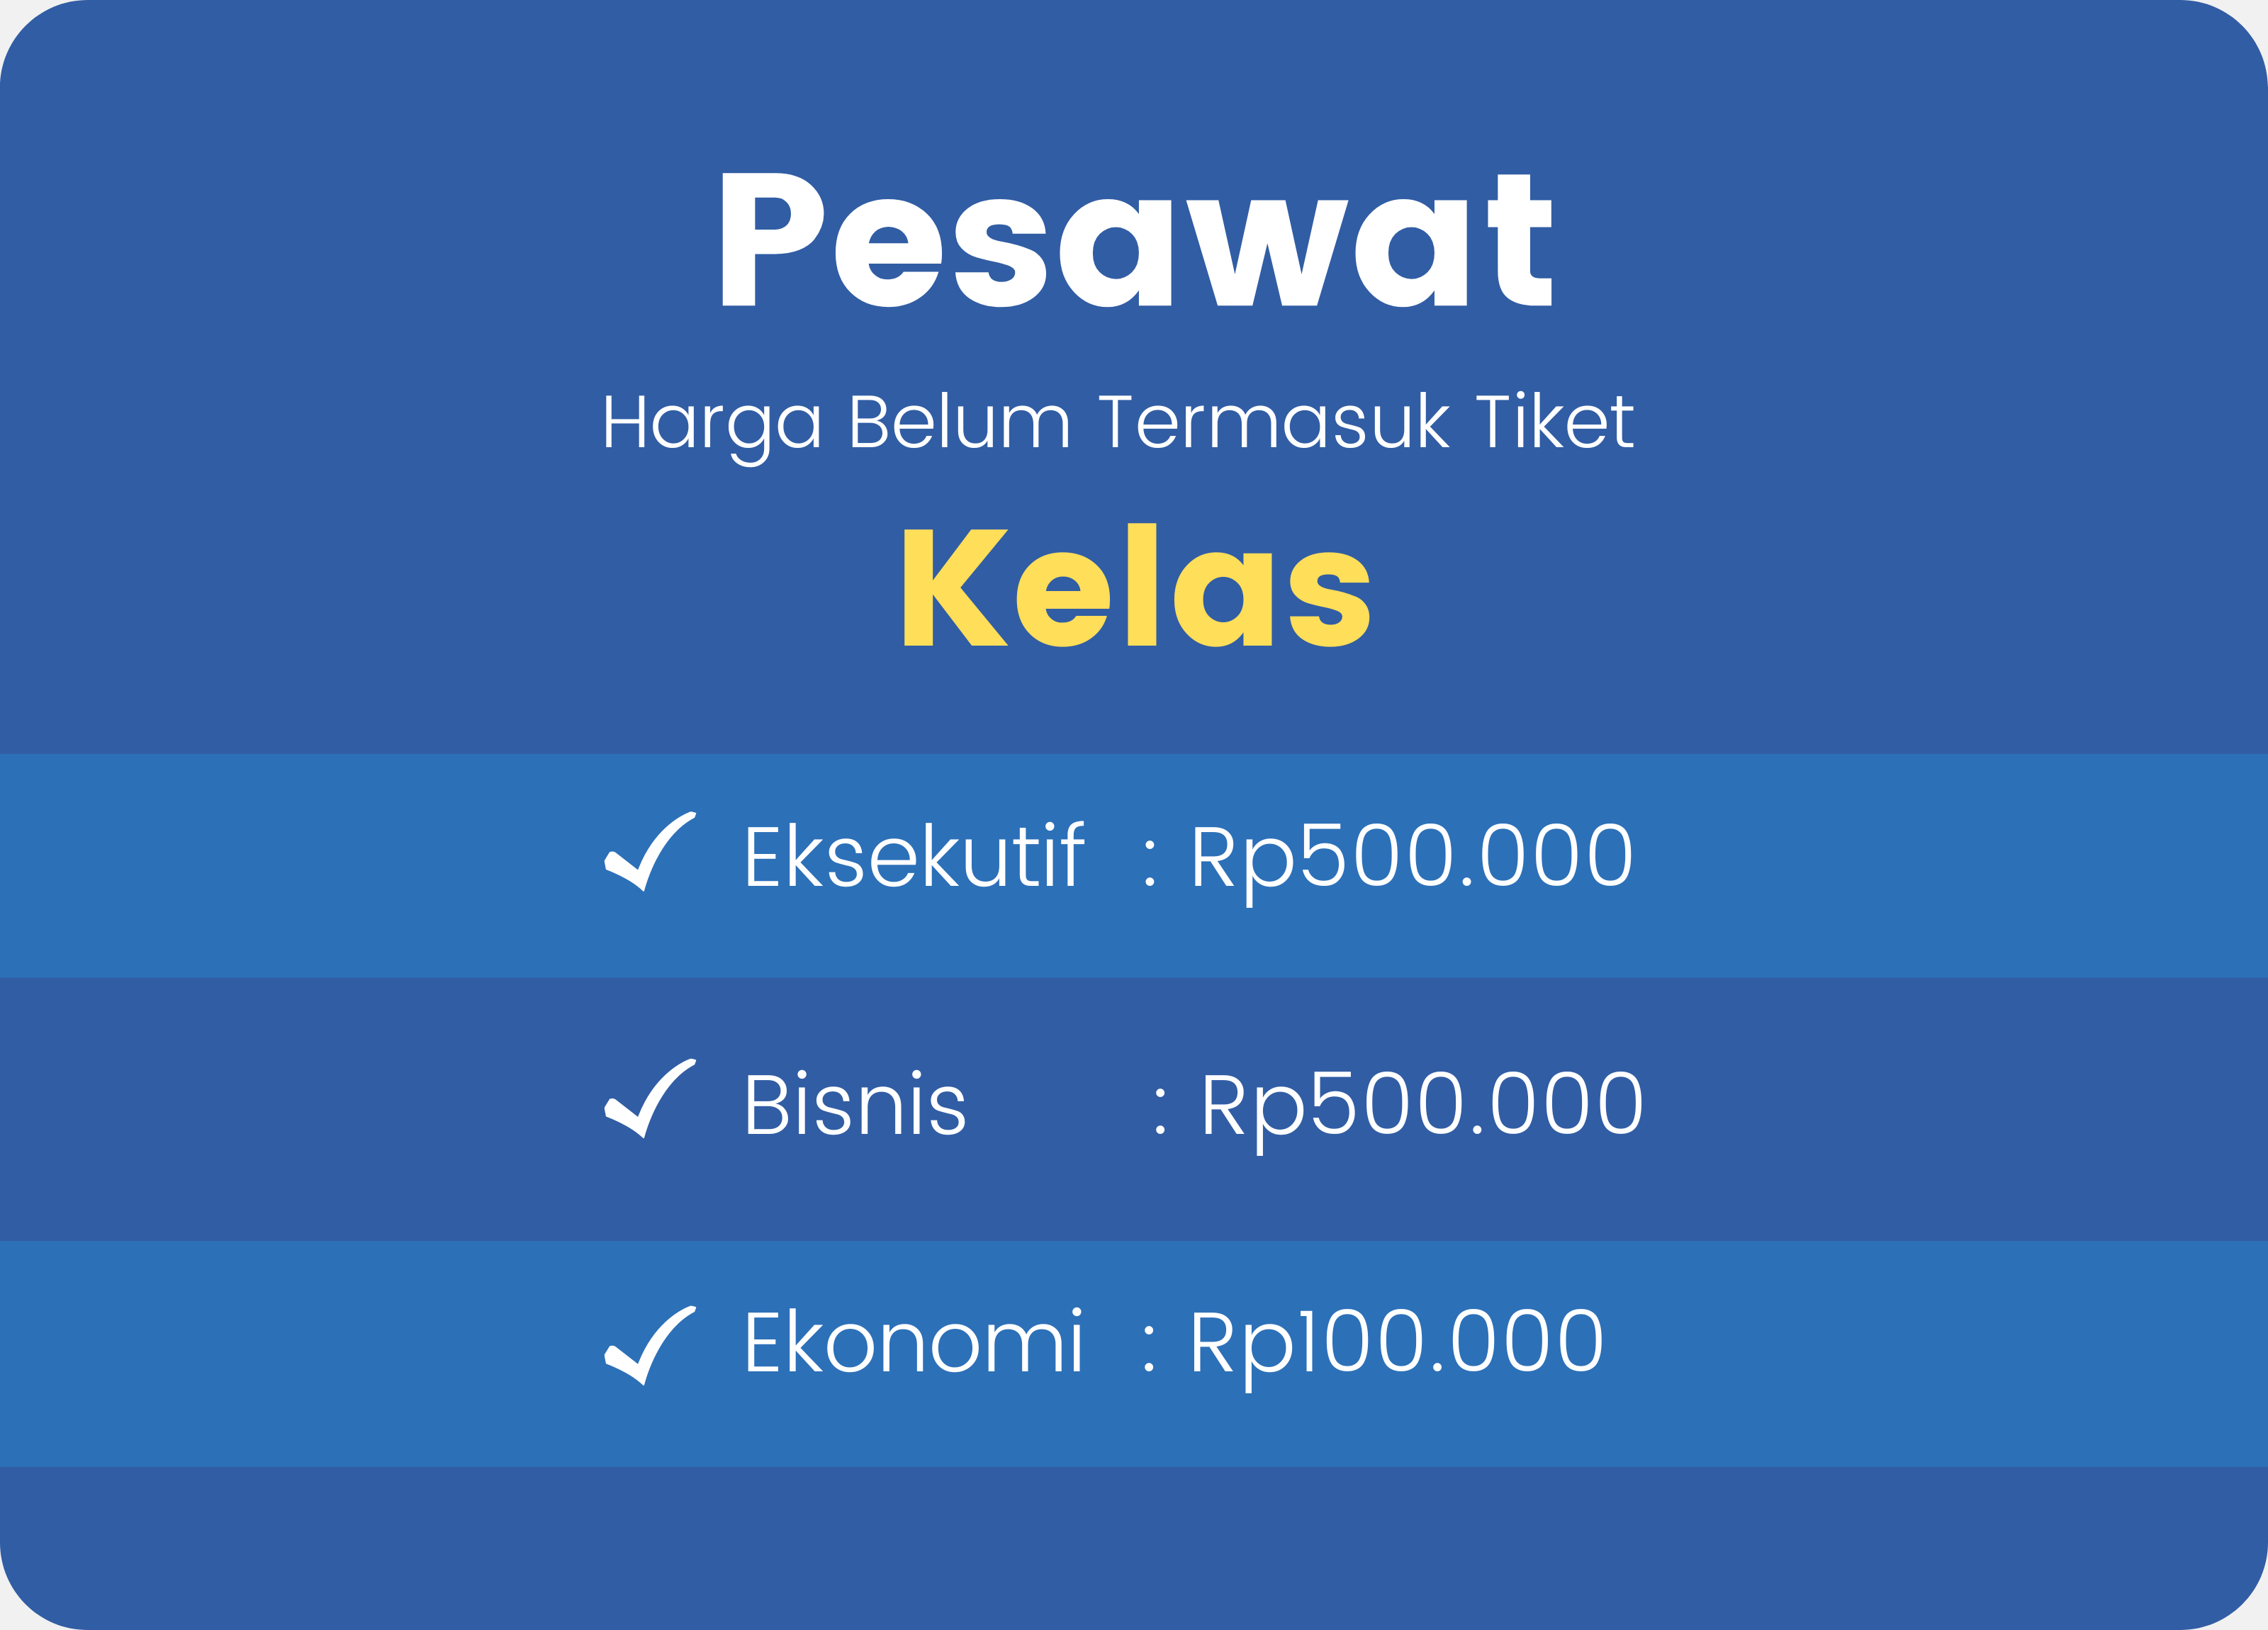 Pesawat
Harga Belum Termasuk Tiket
Kelas
Eksekutif : Rp500.000
Bisnis : Rp500.000
Ekonomi : Rp100.000